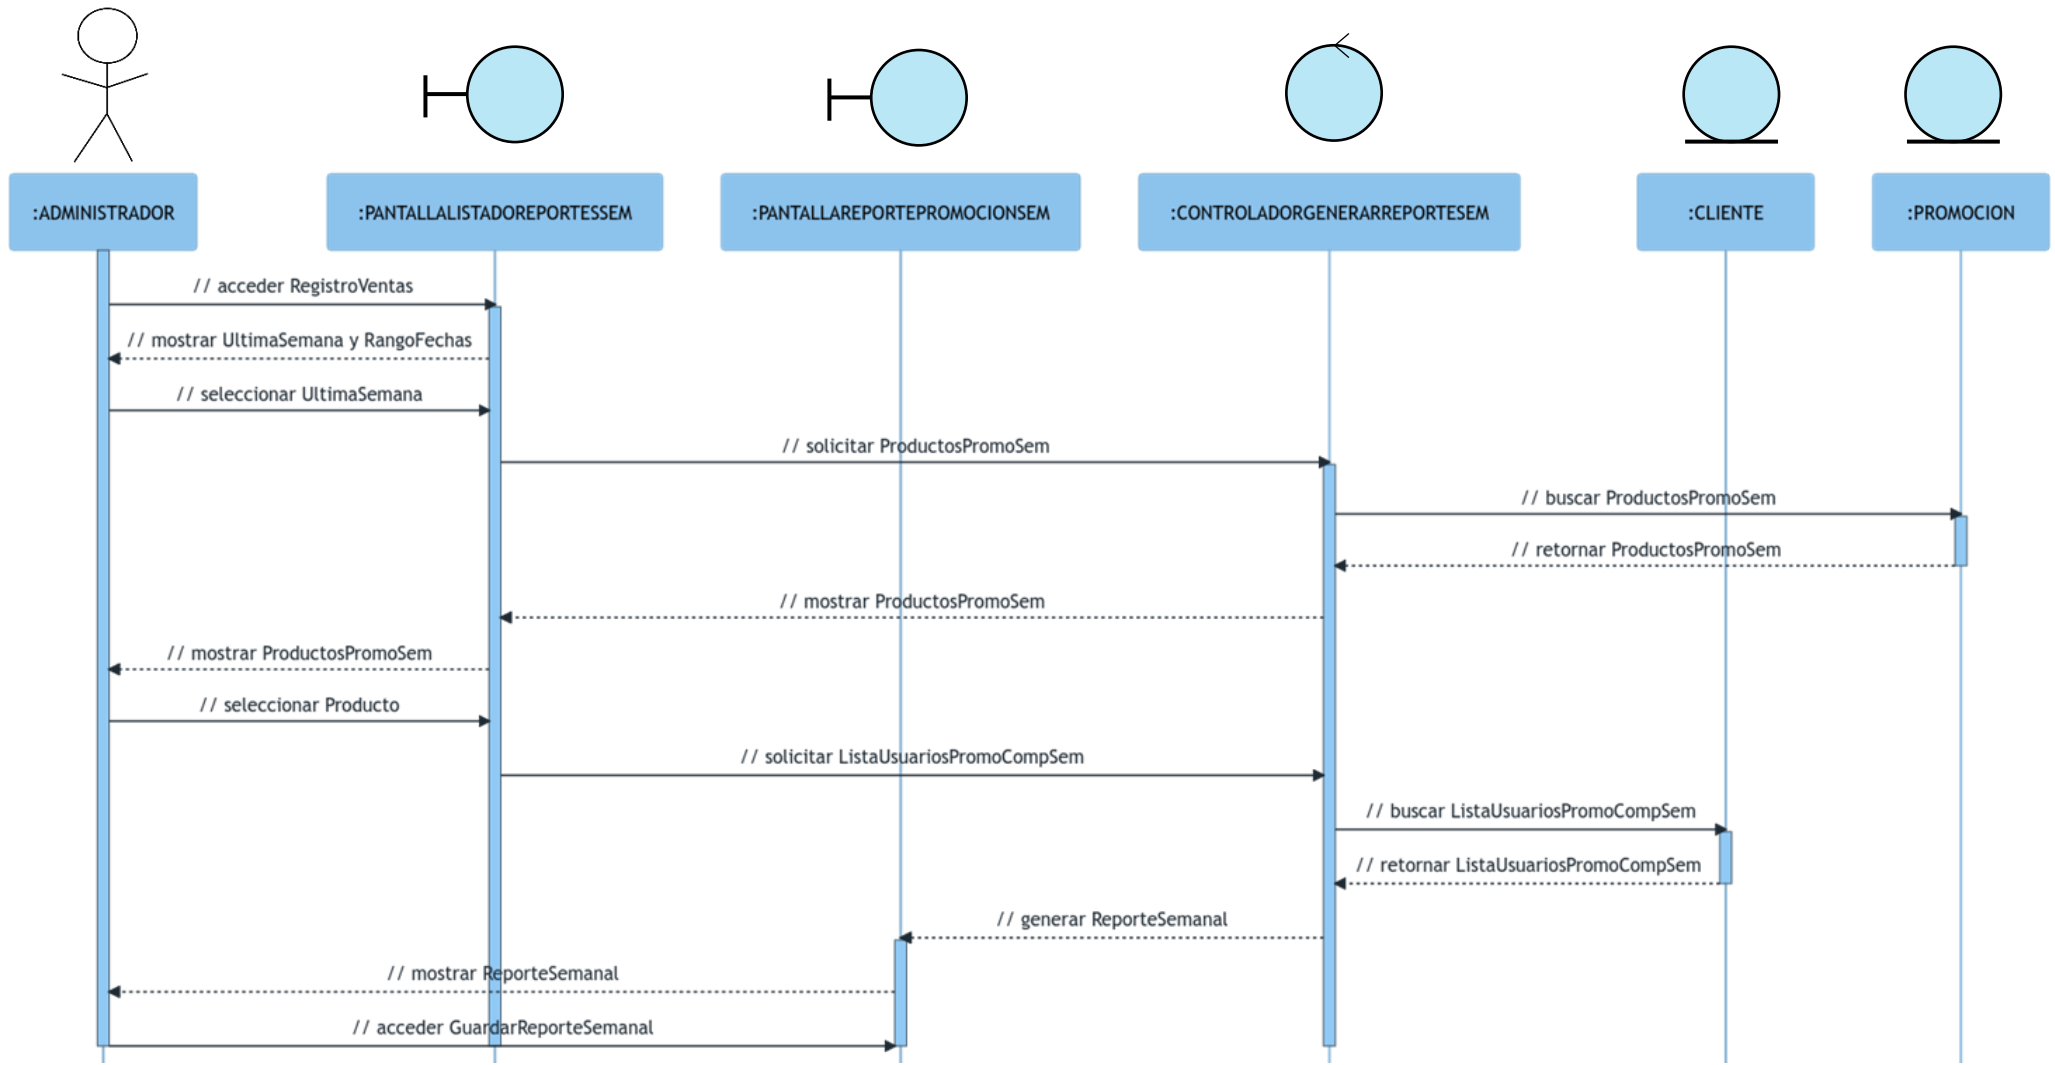 :ADMINISTRADOR
:PANTALLALISTADOREPORTESSEM
:PANTALLAREPORTEPROMOCIONSEM
:CONTROLADORGENERARREPORTESEM
:CLIENTE
:PROMOCION
// acceder RegistroVentas
// mostrar UltimaSemana y RangoFechas
// seleccionar UltimaSemana
// solicitar ProductosPromoSem
// buscar ProductosPromoSem
// retornar ProductosPromoSem
// mostrar ProductosPromoSem
// mostrar ProductosPromoSem
// seleccionar Producto
// solicitar ListaUsuariosPromoCompSem
// buscar ListaUsuariosPromoCompSem
// retornar ListaUsuariosPromoCompSem
// generar ReporteSemanal
// mostrar ReporteSemanal
// acceder GuardarReporteSemanal